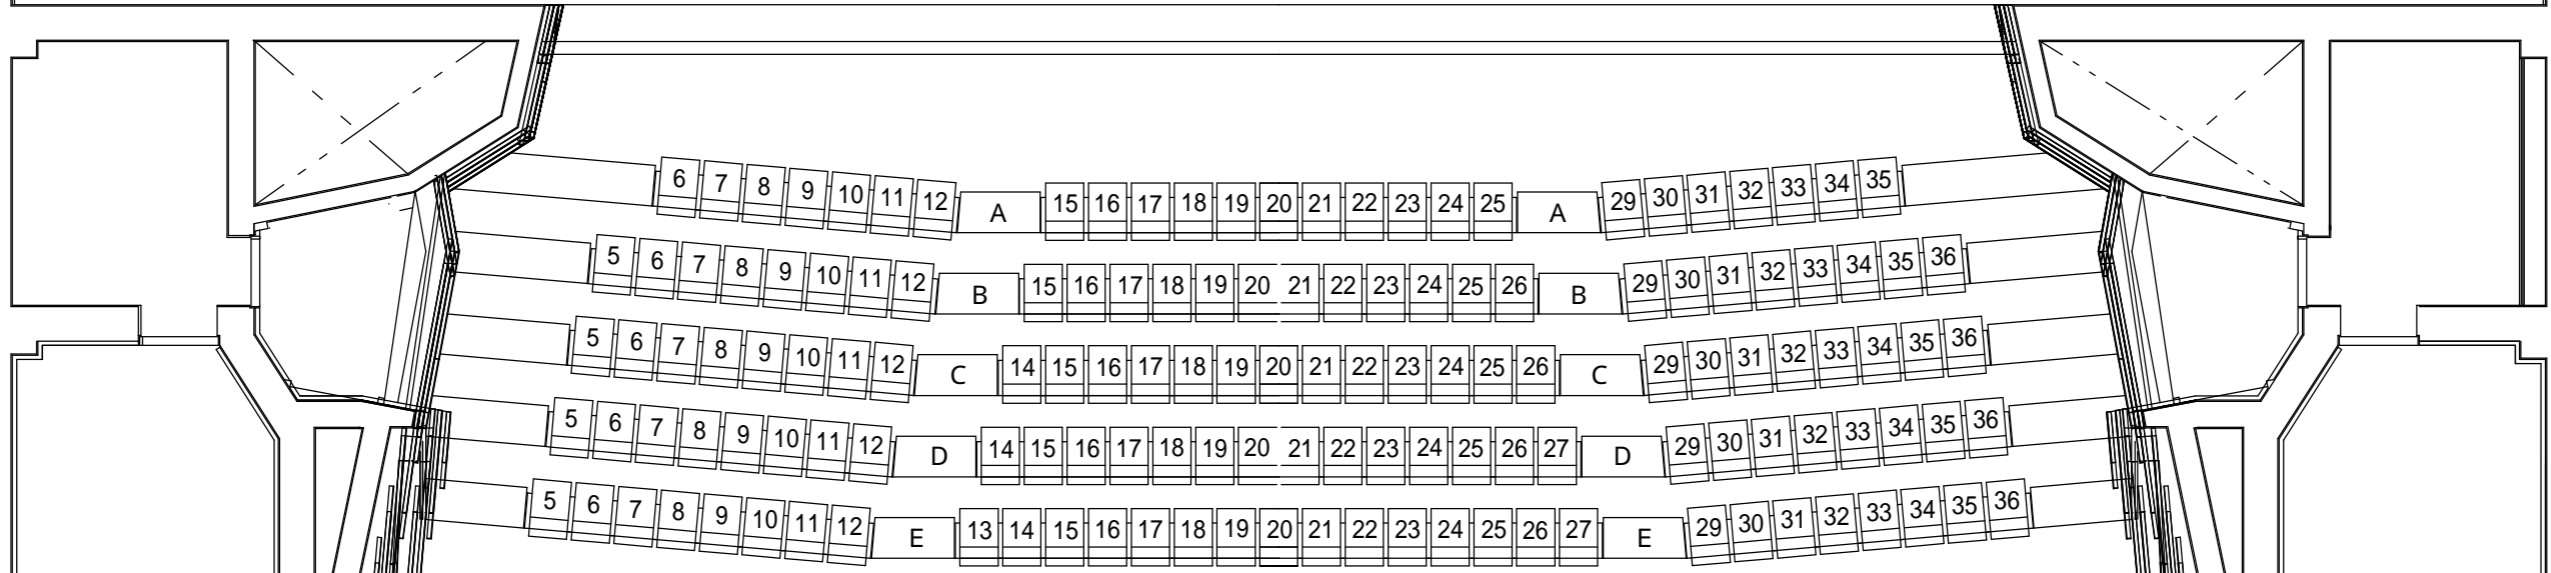 6 7 8 9 10 11 12 A 15 16 17 18 19 20 21 22 23 24 25 A 29 30 31 32 33 34 35
5 6 7 8 9 10 11 12 B 15 16 17 18 19 20 21 22 23 24 25 26 B 29 30 31 32 33 34 35 36
5 6 7 8 9 10 11 12 C 14 15 16 17 18 19 20 21 22 23 24 25 26 C 29 30 31 32 33 34 35 36
5 6 7 8 9 10 11 12 D 14 15 16 17 18 19 20 21 22 23 24 25 26 27 D 29 30 31 32 33 34 35 36
5 6 7 8 9 10 11 12 E 13 14 15 16 17 18 19 20 21 22 23 24 25 26 27 E 29 30 31 32 33 34 35 36